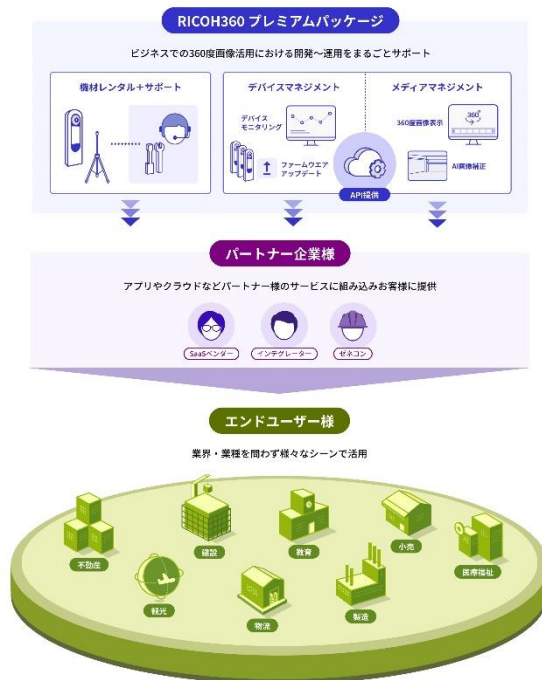 RICOH360 プレミアムパッケージ
ビジネスでの360度画像活用における開発～運用をまるごとサポート
機材レンタル＋サポート
デバイスマネジメント
メディアマネジメント
デバイス
モニタリング
ファームウエア
アップデート
360度画像表示
360°
AI画像補正
API提供
パートナー企業様
アプリやクラウドなどパートナー様のサービスに組み込みお客様に提供
SaaSベンダー
インテグレーター
ゼネコン
エンドユーザー様
業界・業種を問わず様々なシーンで活用
不動産
建設
教育
小売
医療福祉
観光
物流
製造